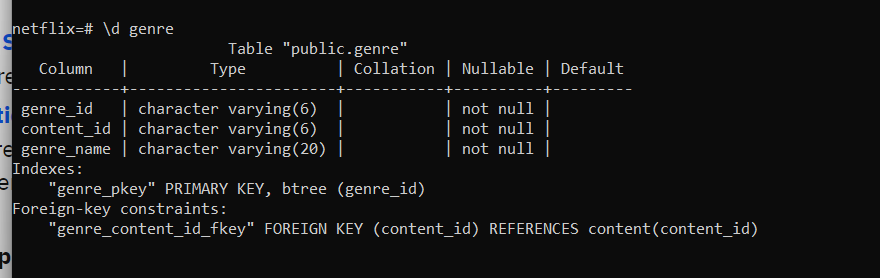 netflix=# \d genre
Table "public.genre"
Column | Type | Collation | Nullable | Default
-----------+-----------------------+-----------+----------+---------
genre_id | character varying(6) | | not null |
content_id | character varying(6) | | not null |
genre_name | character varying(20) | | not null |
Indexes:
"genre_pkey" PRIMARY KEY, btree (genre_id)
Foreign-key constraints:
"genre_content_id_fkey" FOREIGN KEY (content_id) REFERENCES content(content_id)